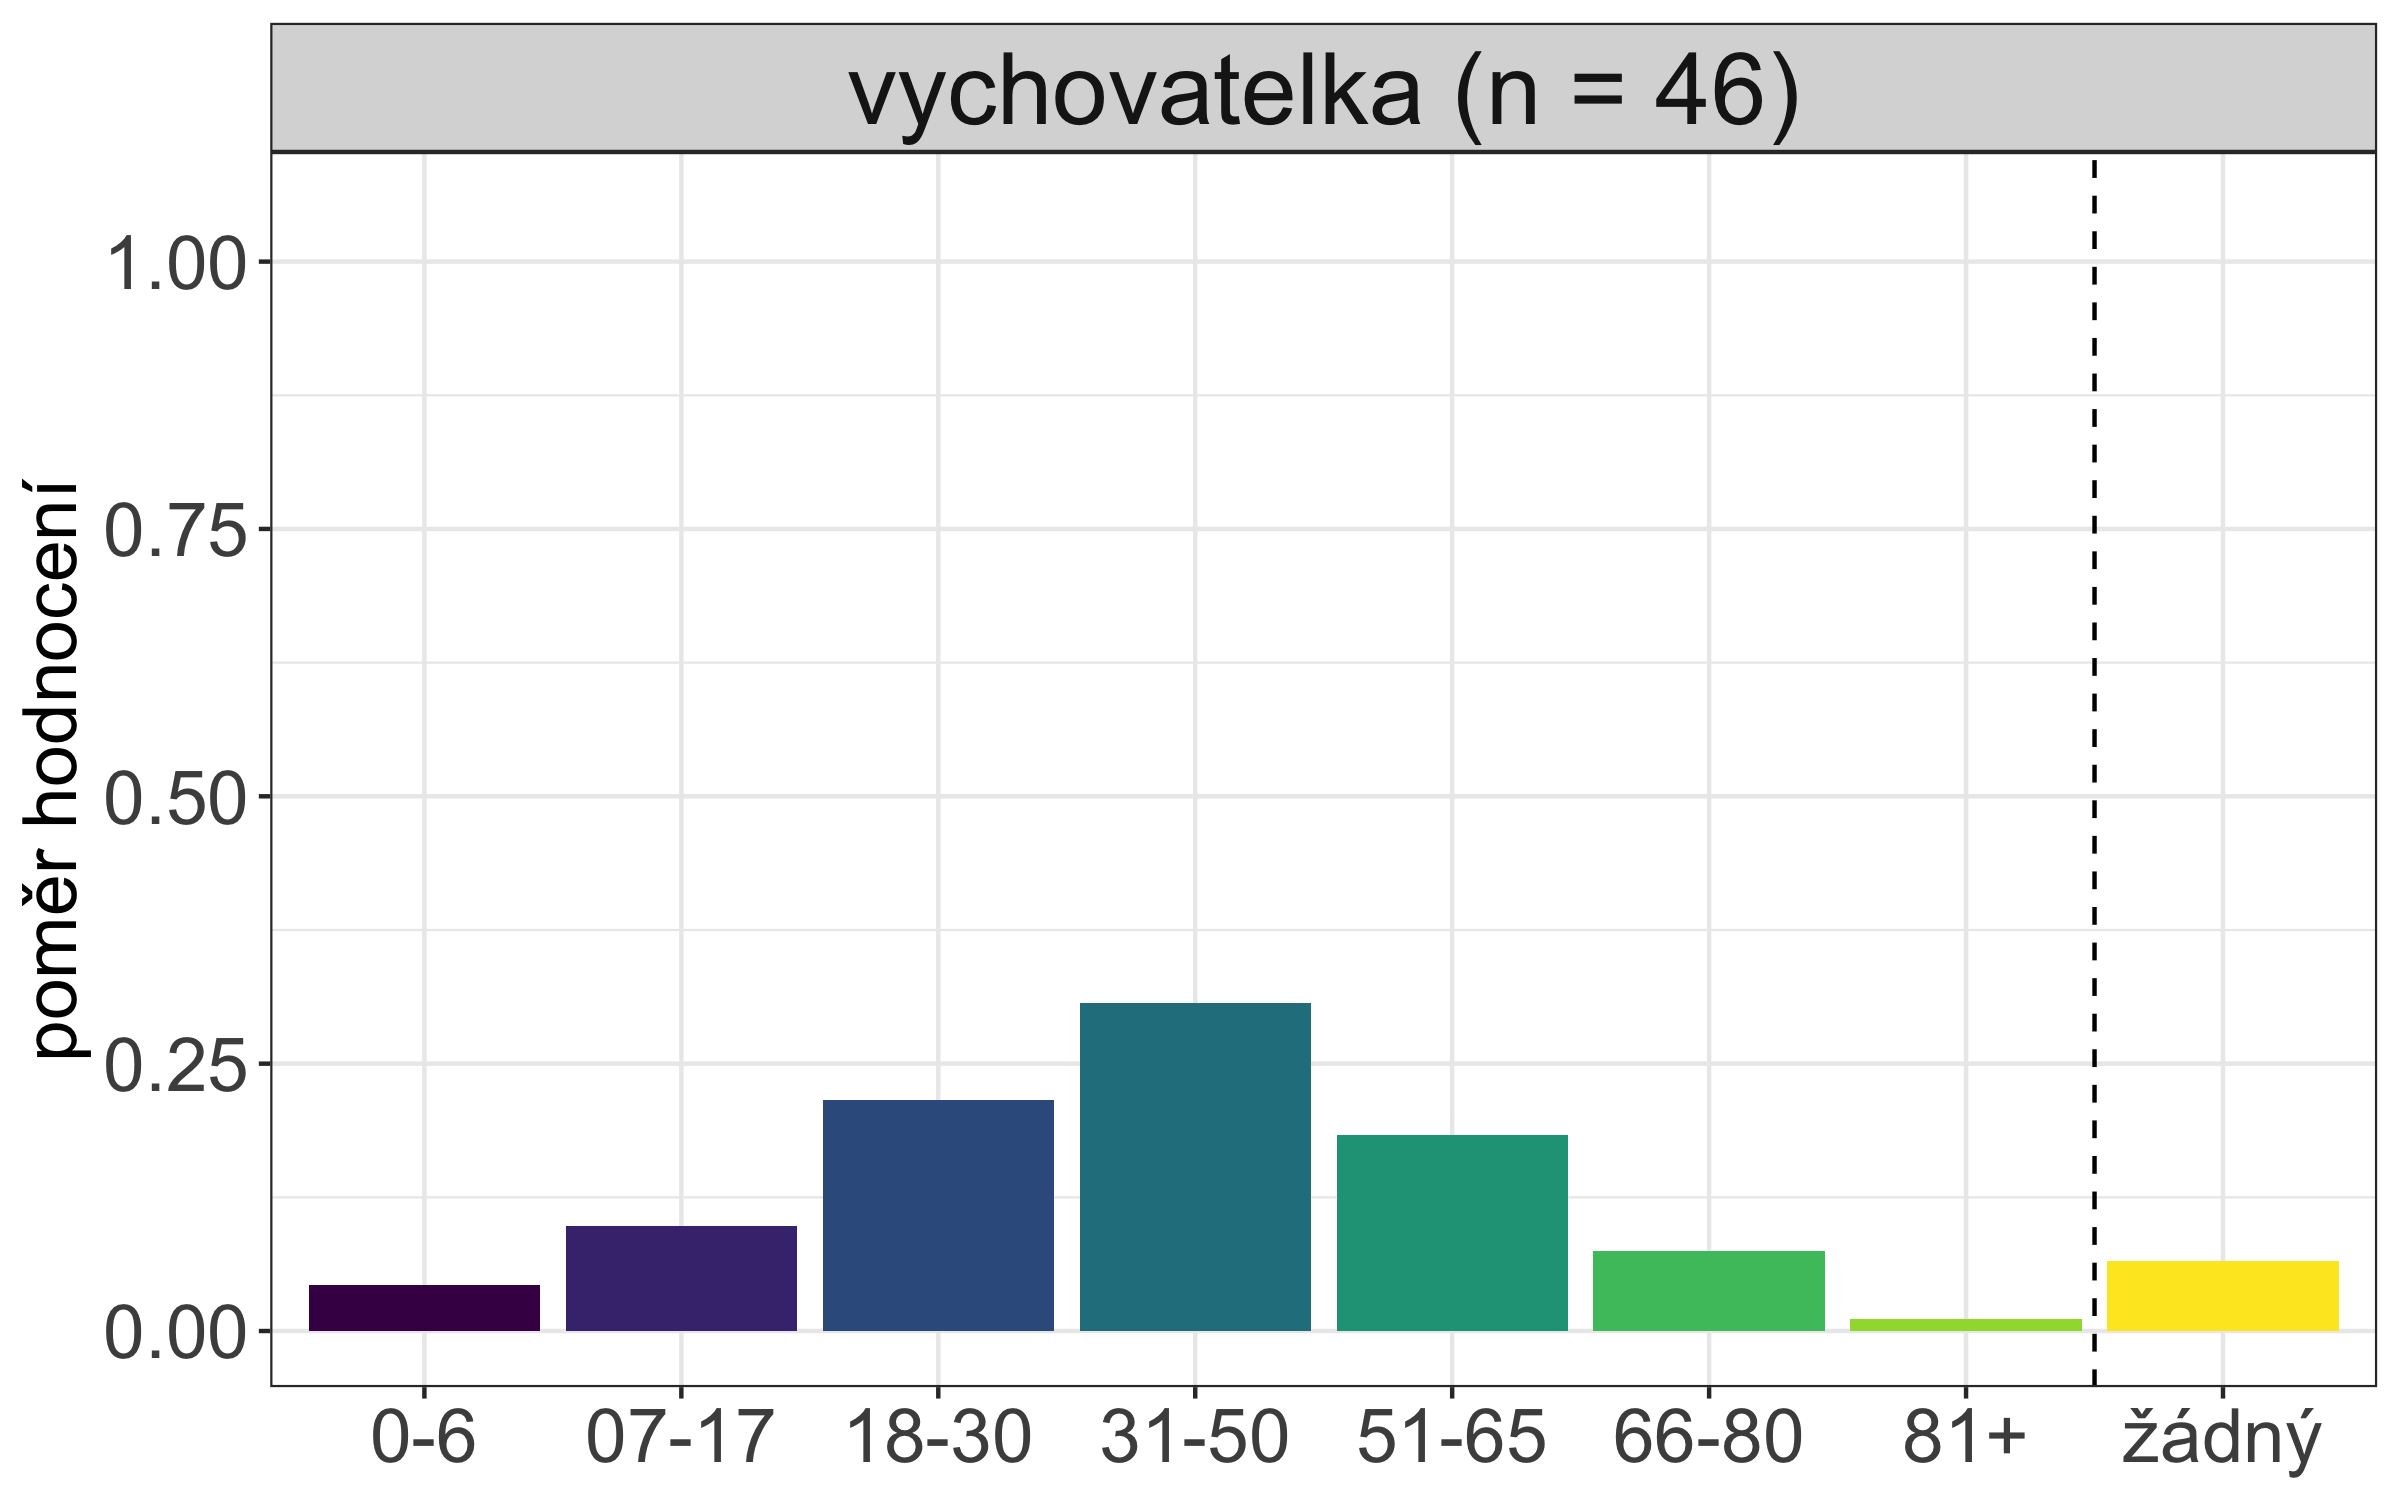 vychovatelka (n = 46)
poměr hodnocení
1.00
0.75
0.50
0.25
0.00
0-6 07-17 18-30 31-50 51-65 66-80 81+ žádný